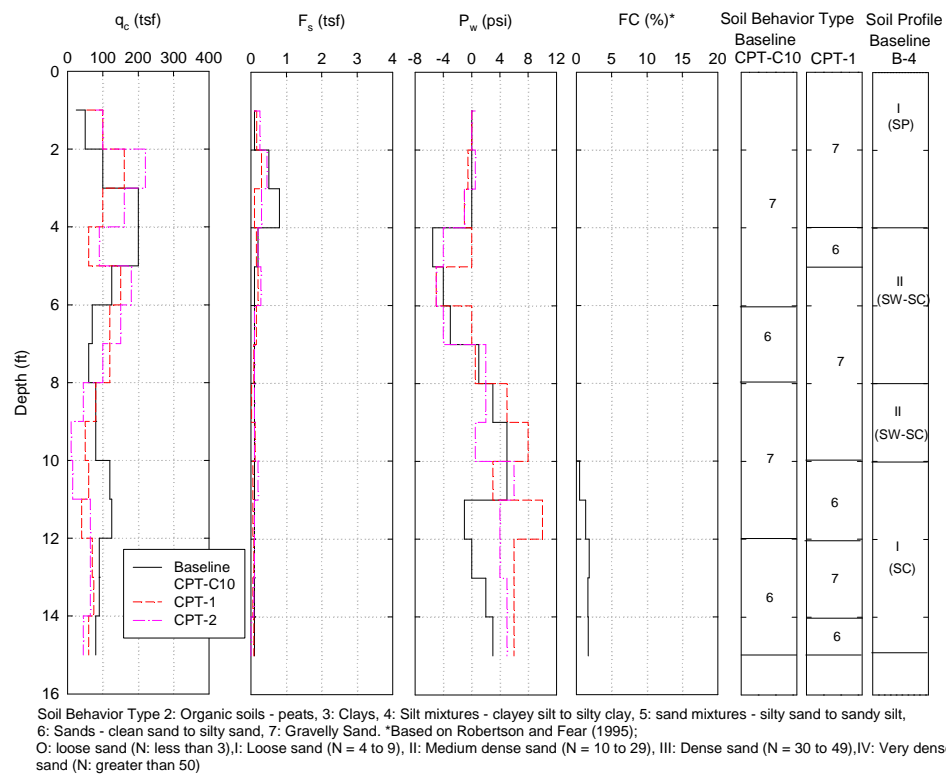 q_c (tsf) F_s (tsf) P_w (psi) FC (%)* Soil Behavior Type Soil Profile
Baseline Baseline
CPT-C10 CPT-1 B-4
0 100 200 300 400 0 1 2 3 4 -8 -4 0 4 8 12 0 5 10 15 20
0
2
4
6
8
10
12
14
16
Depth (ft)
7
6
7
6
7
6
7
6
7
6
I
(SP)
II
(SW-SC)
II
(SW-SC)
I
(SC)
Baseline
CPT-C10
CPT-1
CPT-2
Soil Behavior Type 2: Organic soils - peats, 3: Clays, 4: Silt mixtures - clayey silt to silty clay, 5: sand mixtures - silty sand to sandy silt,
6: Sands - clean sand to silty sand, 7: Gravelly Sand. *Based on Robertson and Fear (1995);
O: loose sand (N: less than 3),I: Loose sand (N = 4 to 9), II: Medium dense sand (N = 10 to 29), III: Dense sand (N = 30 to 49),IV: Very dense
sand (N: greater than 50)